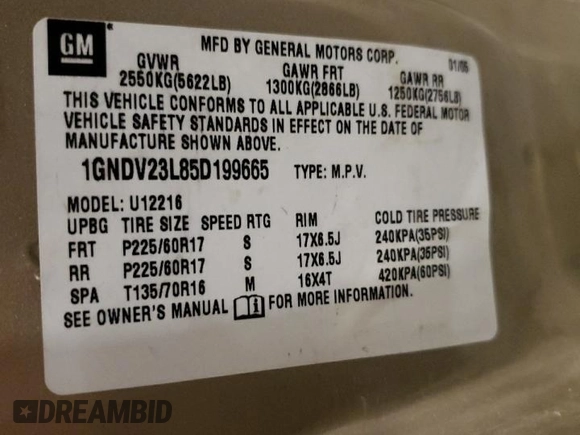 GM
MFD BY GENERAL MOTORS CORP. 01/05
GVWR GAWR FRT GAWR RR
2550KG(5622LB) 1300KG(2866LB) 1250KG(2756LB)
THIS VEHICLE CONFORMS TO ALL APPLICABLE U.S. FEDERAL MOTOR
VEHICLE SAFETY STANDARDS IN EFFECT ON THE DATE OF
MANUFACTURE SHOWN ABOVE.
1GNDV23L85D199665 TYPE: M.P.V.
MODEL: U12216
UPBG TIRE SIZE SPEED RTG RIM COLD TIRE PRESSURE
FRT P225/60R17 S 17X6.5J 240KPA(35PSI)
RR P225/60R17 S 17X6.5J 240KPA(35PSI)
SPA T135/70R16 M 16X4T 420KPA(60PSI)
SEE OWNER'S MANUAL FOR MORE INFORMATION.
DREAMBID